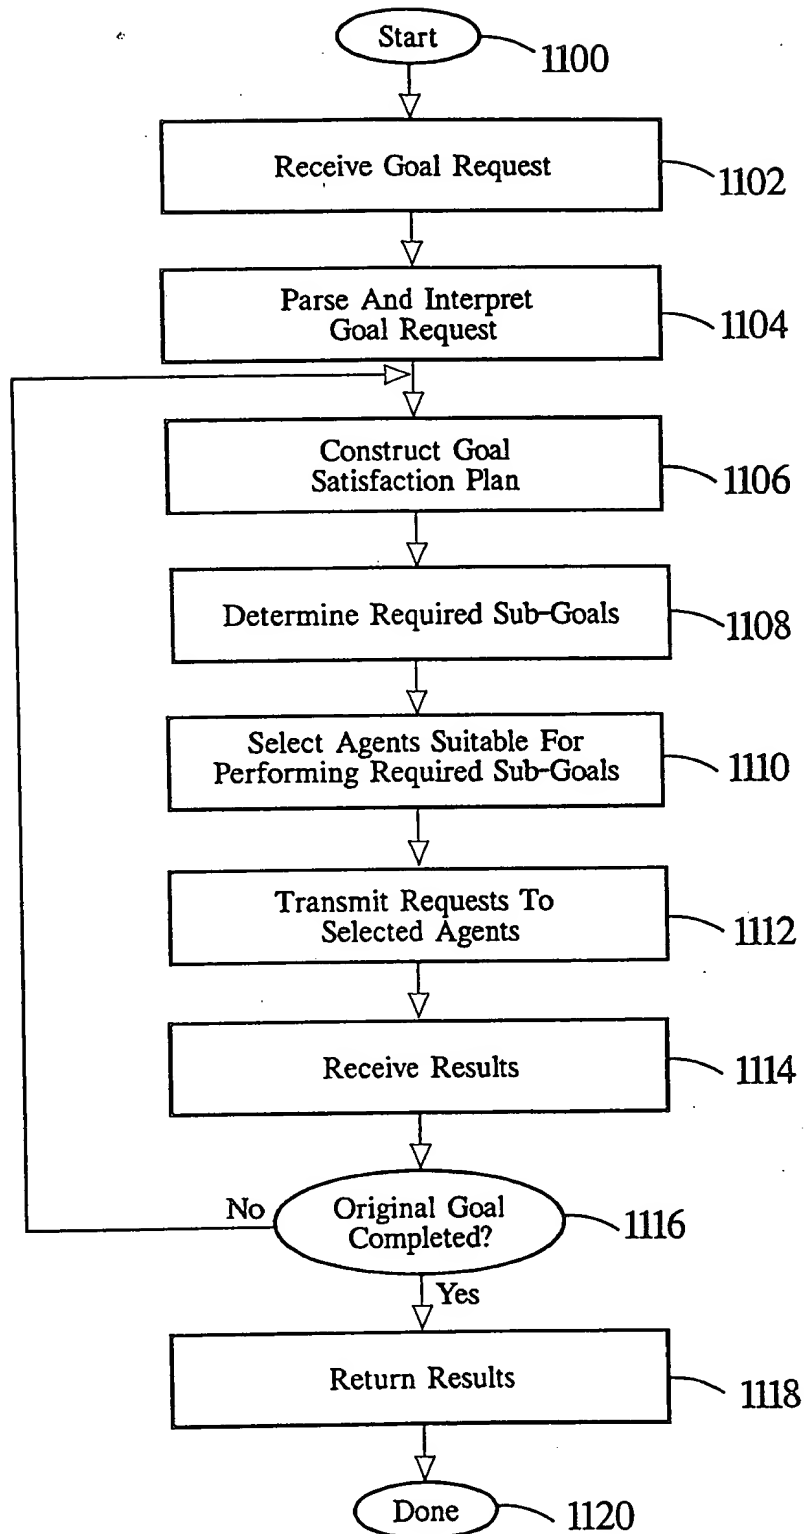 Start
1100
Receive Goal Request
1102
Parse And Interpret
Goal Request
1104
Construct Goal
Satisfaction Plan
1106
Determine Required Sub-Goals
1108
Select Agents Suitable For
Performing Required Sub-Goals
1110
Transmit Requests To
Selected Agents
1112
Receive Results
1114
No
Original Goal
Completed?
1116
Yes
Return Results
1118
Done
1120